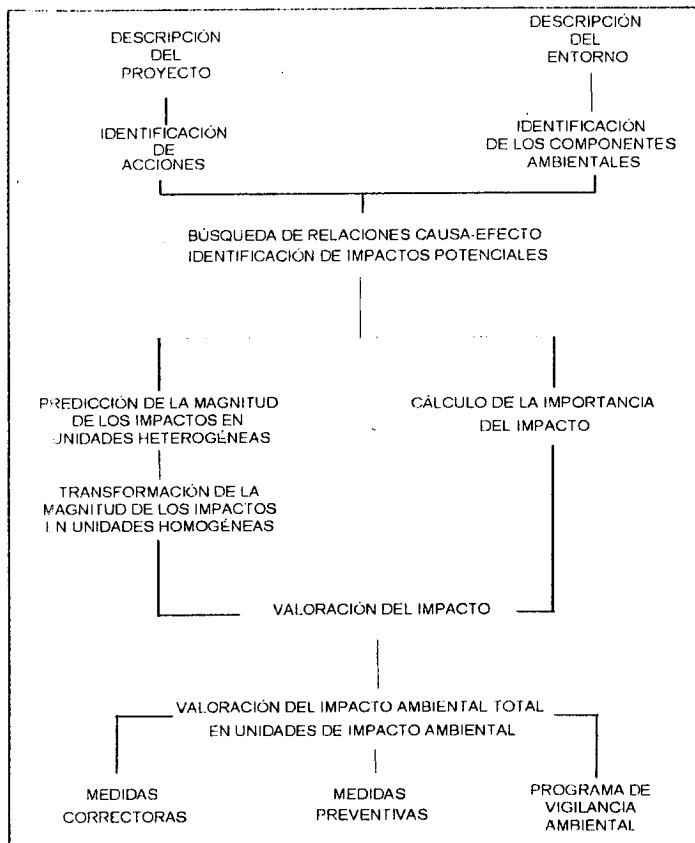 DESCRIPCIÓN
DEL
PROYECTO
DESCRIPCIÓN
DEL
ENTORNO
IDENTIFICACIÓN
DE
ACCIONES
IDENTIFICACIÓN
DE LOS COMPONENTES
AMBIENTALES
BÚSQUEDA DE RELACIONES CAUSA-EFECTO
IDENTIFICACIÓN DE IMPACTOS POTENCIALES
PREDICCIÓN DE LA MAGNITUD
DE LOS IMPACTOS EN
UNIDADES HETEROGÉNEAS
CÁLCULO DE LA IMPORTANCIA
DEL IMPACTO
TRANSFORMACIÓN DE LA
MAGNITUD DE LOS IMPACTOS
EN UNIDADES HOMOGÉNEAS
VALORACIÓN DEL IMPACTO
VALORACIÓN DEL IMPACTO AMBIENTAL TOTAL
EN UNIDADES DE IMPACTO AMBIENTAL
MEDIDAS
CORRECTORAS
MEDIDAS
PREVENTIVAS
PROGRAMA DE
VIGILANCIA
AMBIENTAL